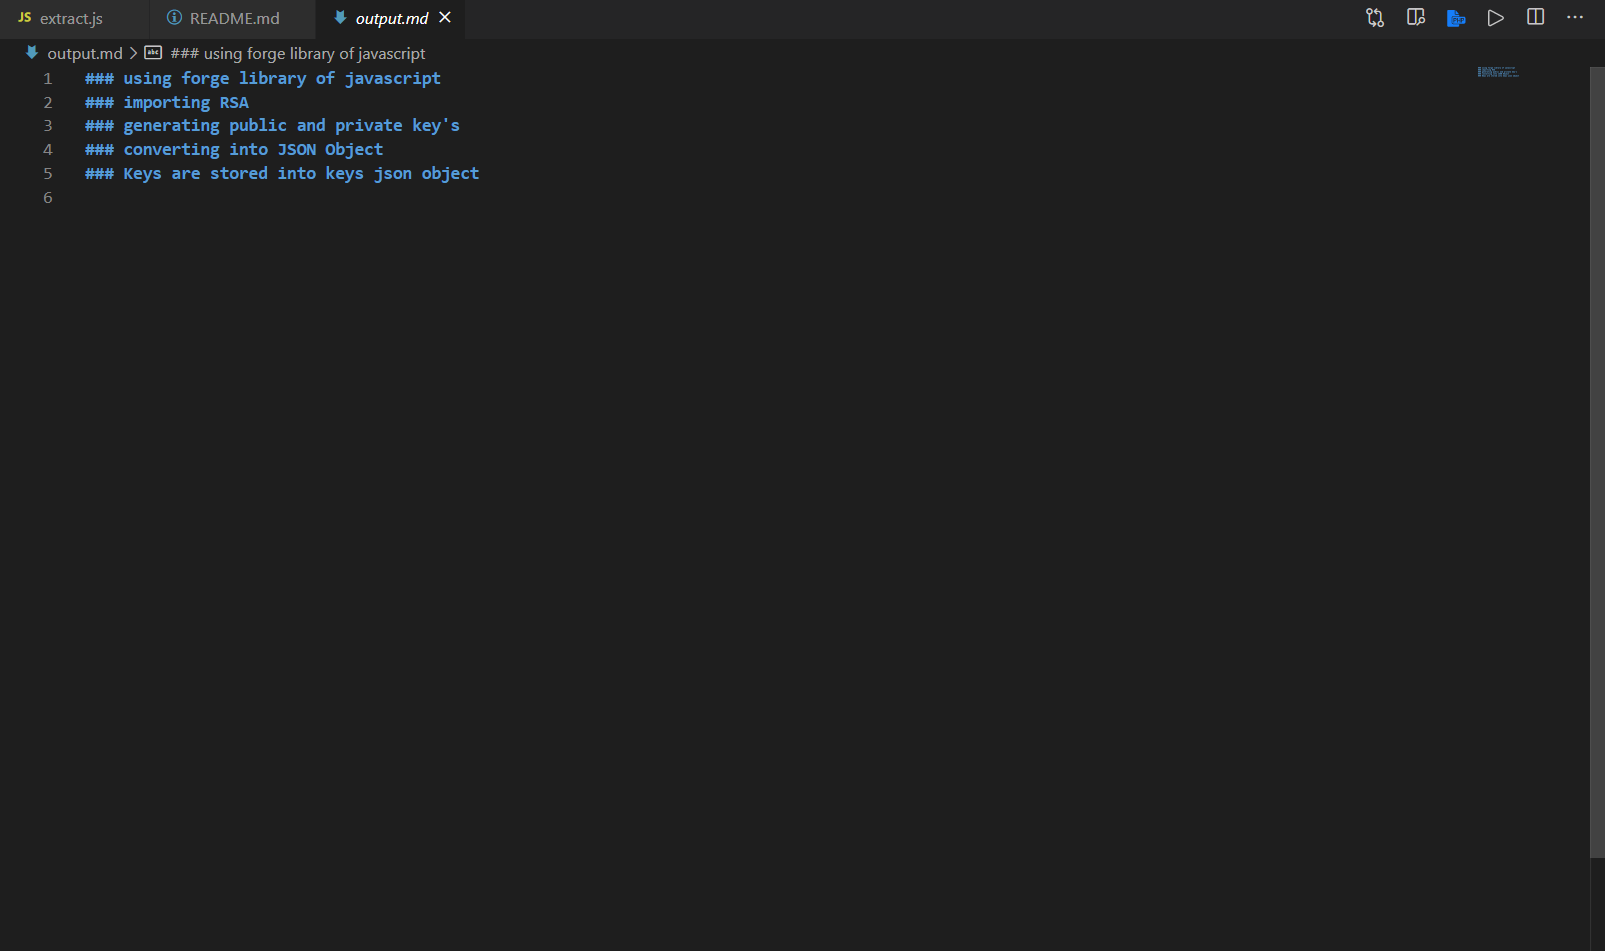 JS extract.js README.md output.md
output.md > ### using forge library of javascript
1 ### using forge library of javascript
2 ### importing RSA
3 ### generating public and private key's
4 ### converting into JSON Object
5 ### Keys are stored into keys json object
6